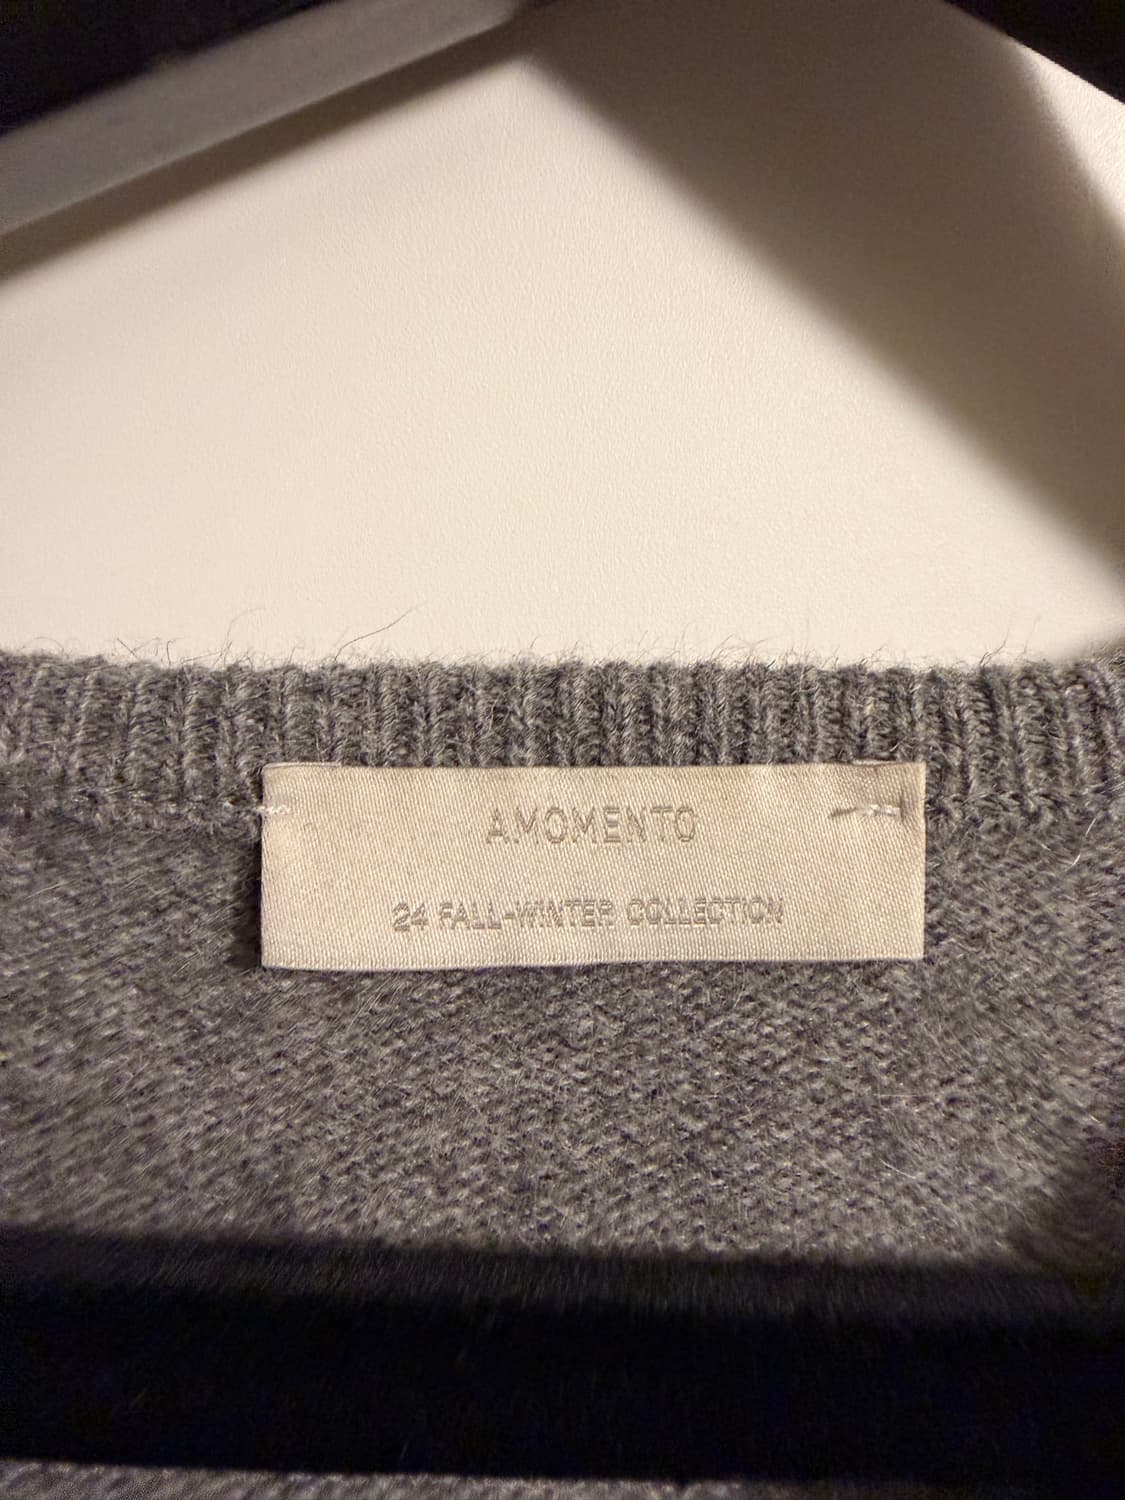 AMOMENTO
24 FALL-WINTER COLLECTION